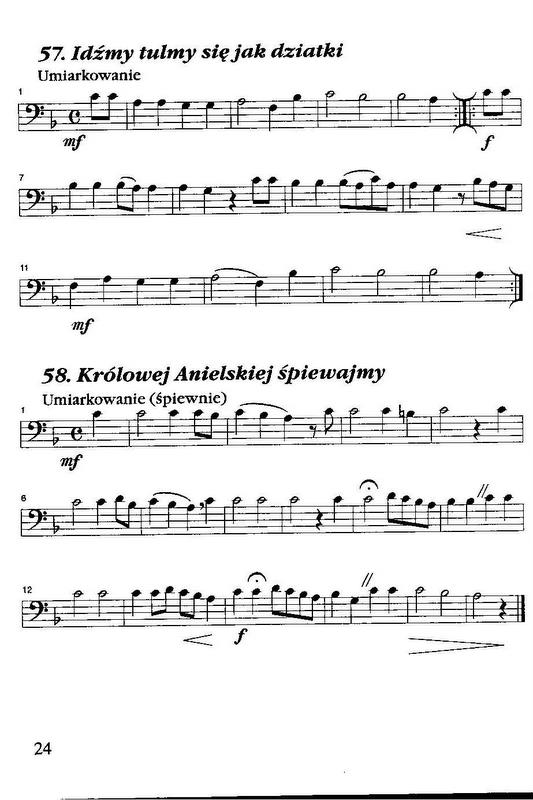 57. Idźmy tulmy się jak dziatki
Umiarkowanie
1
mf
f
7
11
mf
58. Królowej Anielskiej śpiewajmy
Umiarkowanie (śpiewnie)
1
mf
6
12
f
24